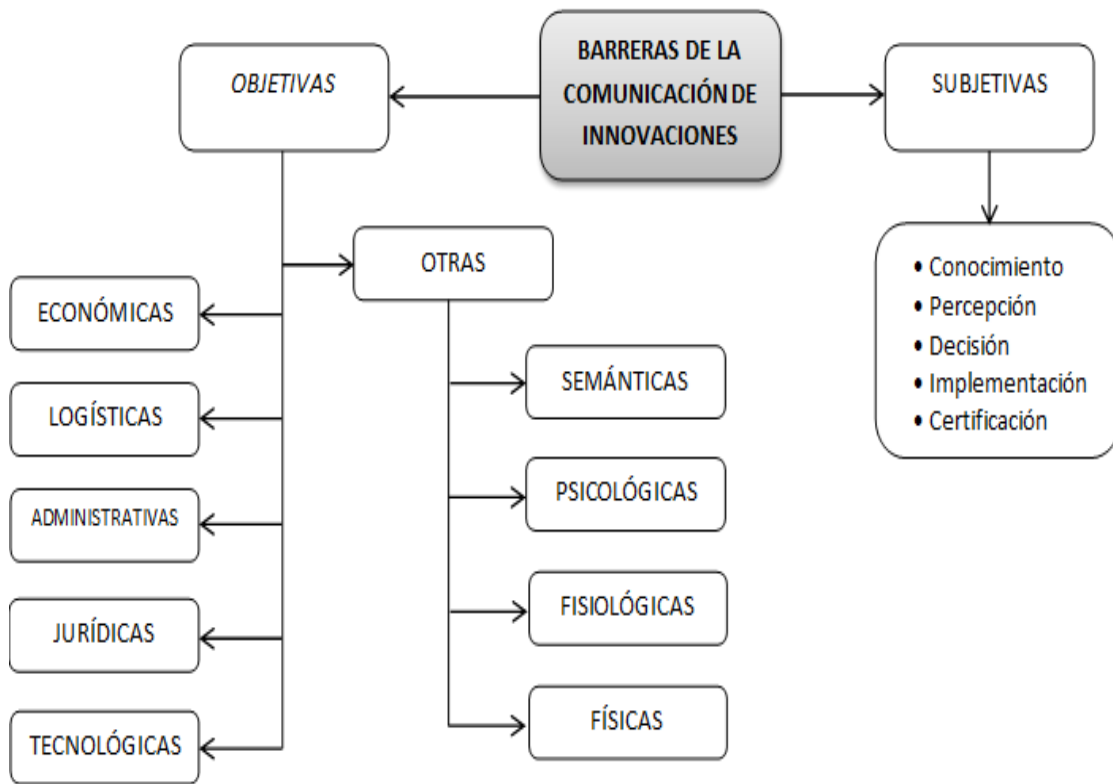 OBJETIVAS
BARRERAS DE LA
COMUNICACIÓN DE
INNOVACIONES
SUBJETIVAS
OTRAS
ECONÓMICAS
LOGÍSTICAS
ADMINISTRATIVAS
JURÍDICAS
TECNOLÓGICAS
SEMÁNTICAS
PSICOLÓGICAS
FISIOLÓGICAS
FÍSICAS
• Conocimiento
• Percepción
• Decisión
• Implementación
• Certificación